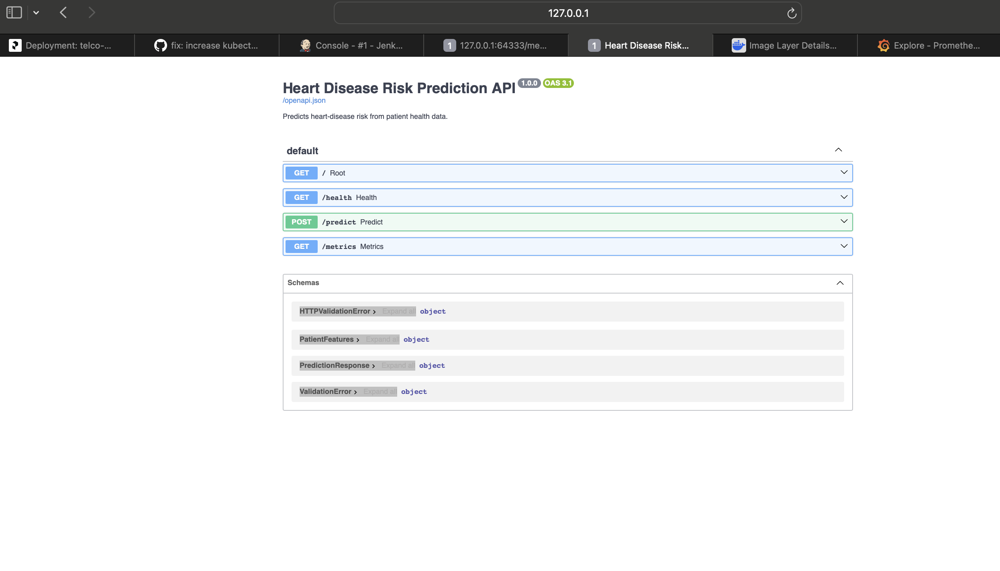 127.0.0.1
Deployment: telco-...
fix: increase kubect...
Console - #1 - Jenk...
1 127.0.0.1:64333/me...
1 Heart Disease Risk...
Image Layer Details...
Explore - Promethe...
Heart Disease Risk Prediction API 1.0.0 OAS 3.1
/openapi.json
Predicts heart-disease risk from patient health data.
default
GET / Root
GET /health Health
POST /predict Predict
GET /metrics Metrics
Schemas
HTTPValidationError Expand all object
PatientFeatures Expand all object
PredictionResponse Expand all object
ValidationError Expand all object